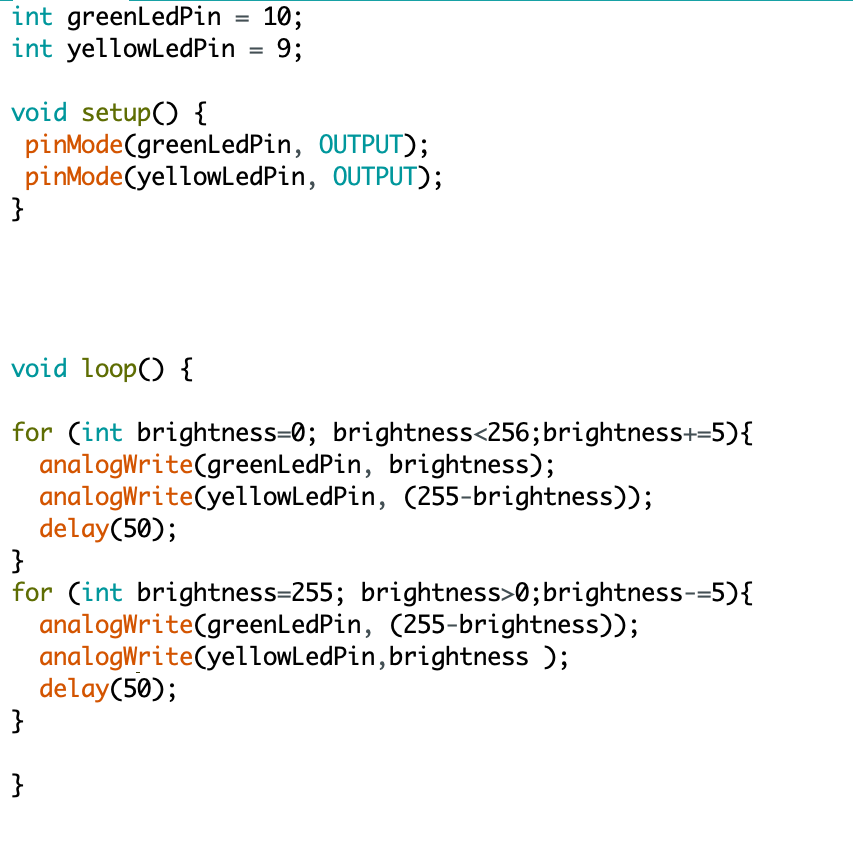 int greenLedPin = 10;
int yellowLedPin = 9;
void setup() {
 pinMode(greenLedPin, OUTPUT);
 pinMode(yellowLedPin, OUTPUT);
}
void loop() {
for (int brightness=0; brightness<256;brightness+=5){
  analogWrite(greenLedPin, brightness);
  analogWrite(yellowLedPin, (255-brightness));
  delay(50);
}
for (int brightness=255; brightness>0;brightness-=5){
  analogWrite(greenLedPin, (255-brightness));
  analogWrite(yellowLedPin,brightness );
  delay(50);
}
}